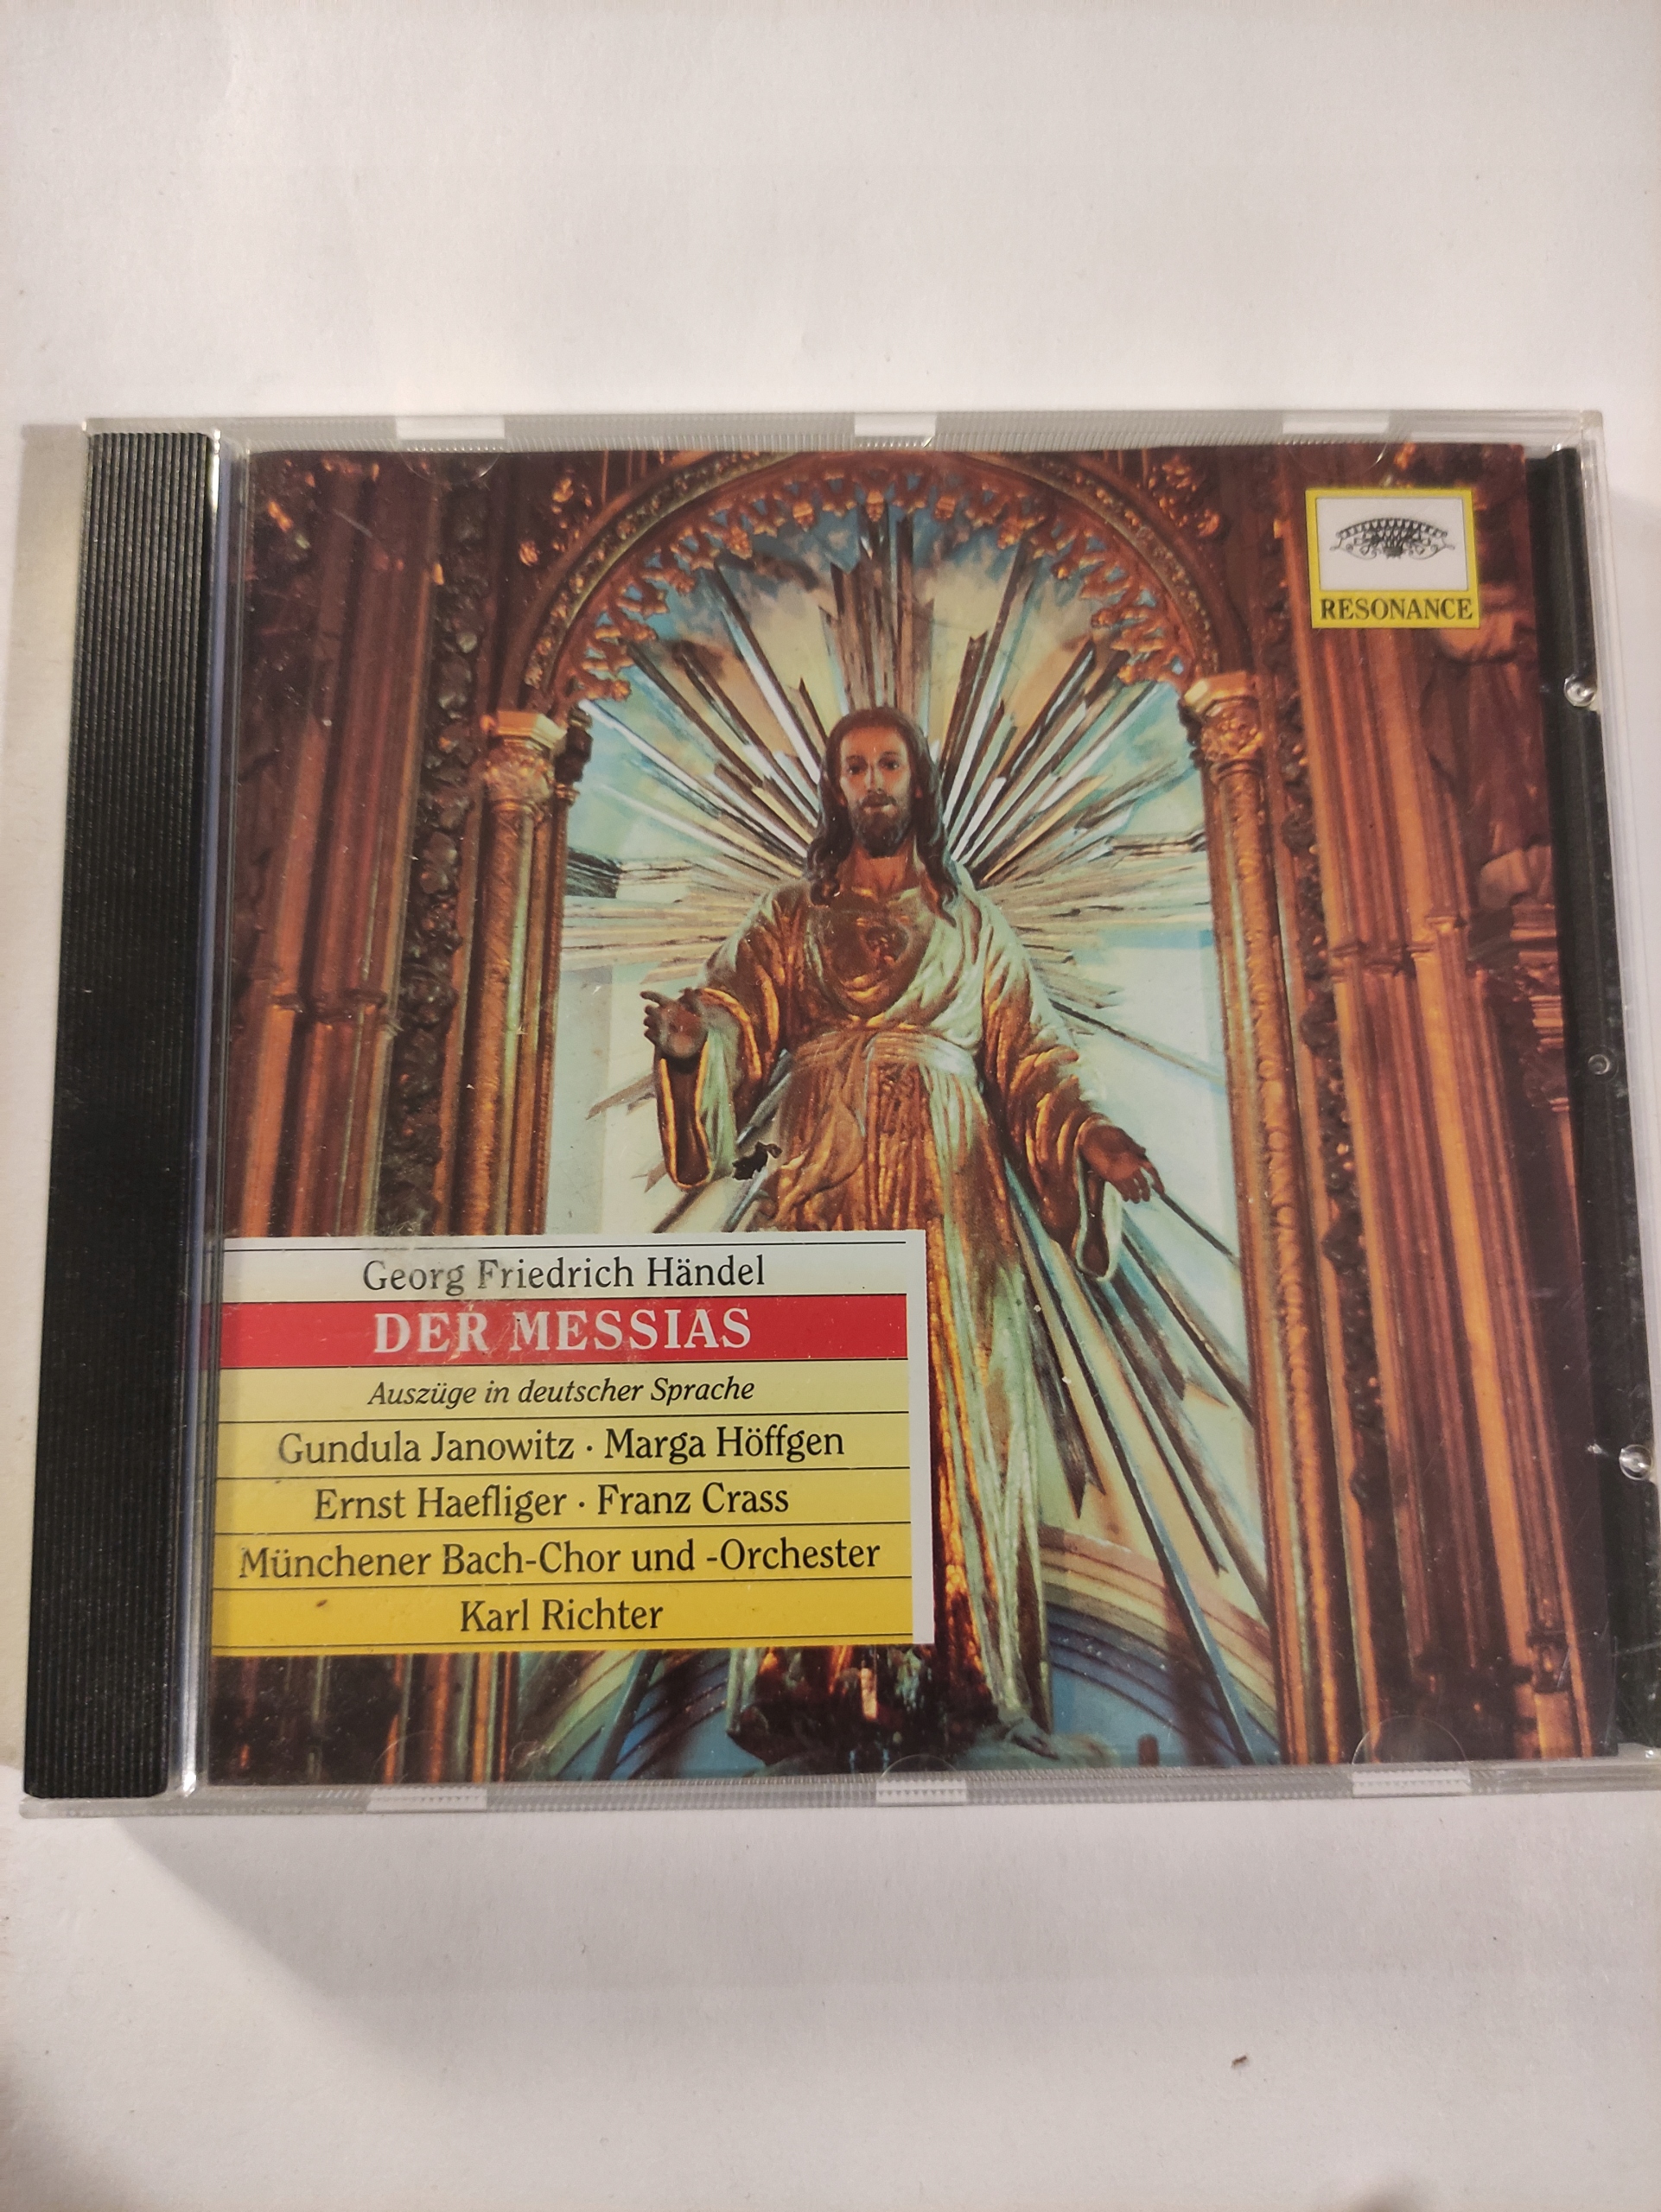 RESONANCE
Georg Friedrich Händel
DER MESSIAS
Auszüge in deutscher Sprache
Gundula Janowitz · Marga Höffgen
Ernst Haefliger · Franz Crass
Münchener Bach-Chor und -Orchester
Karl Richter